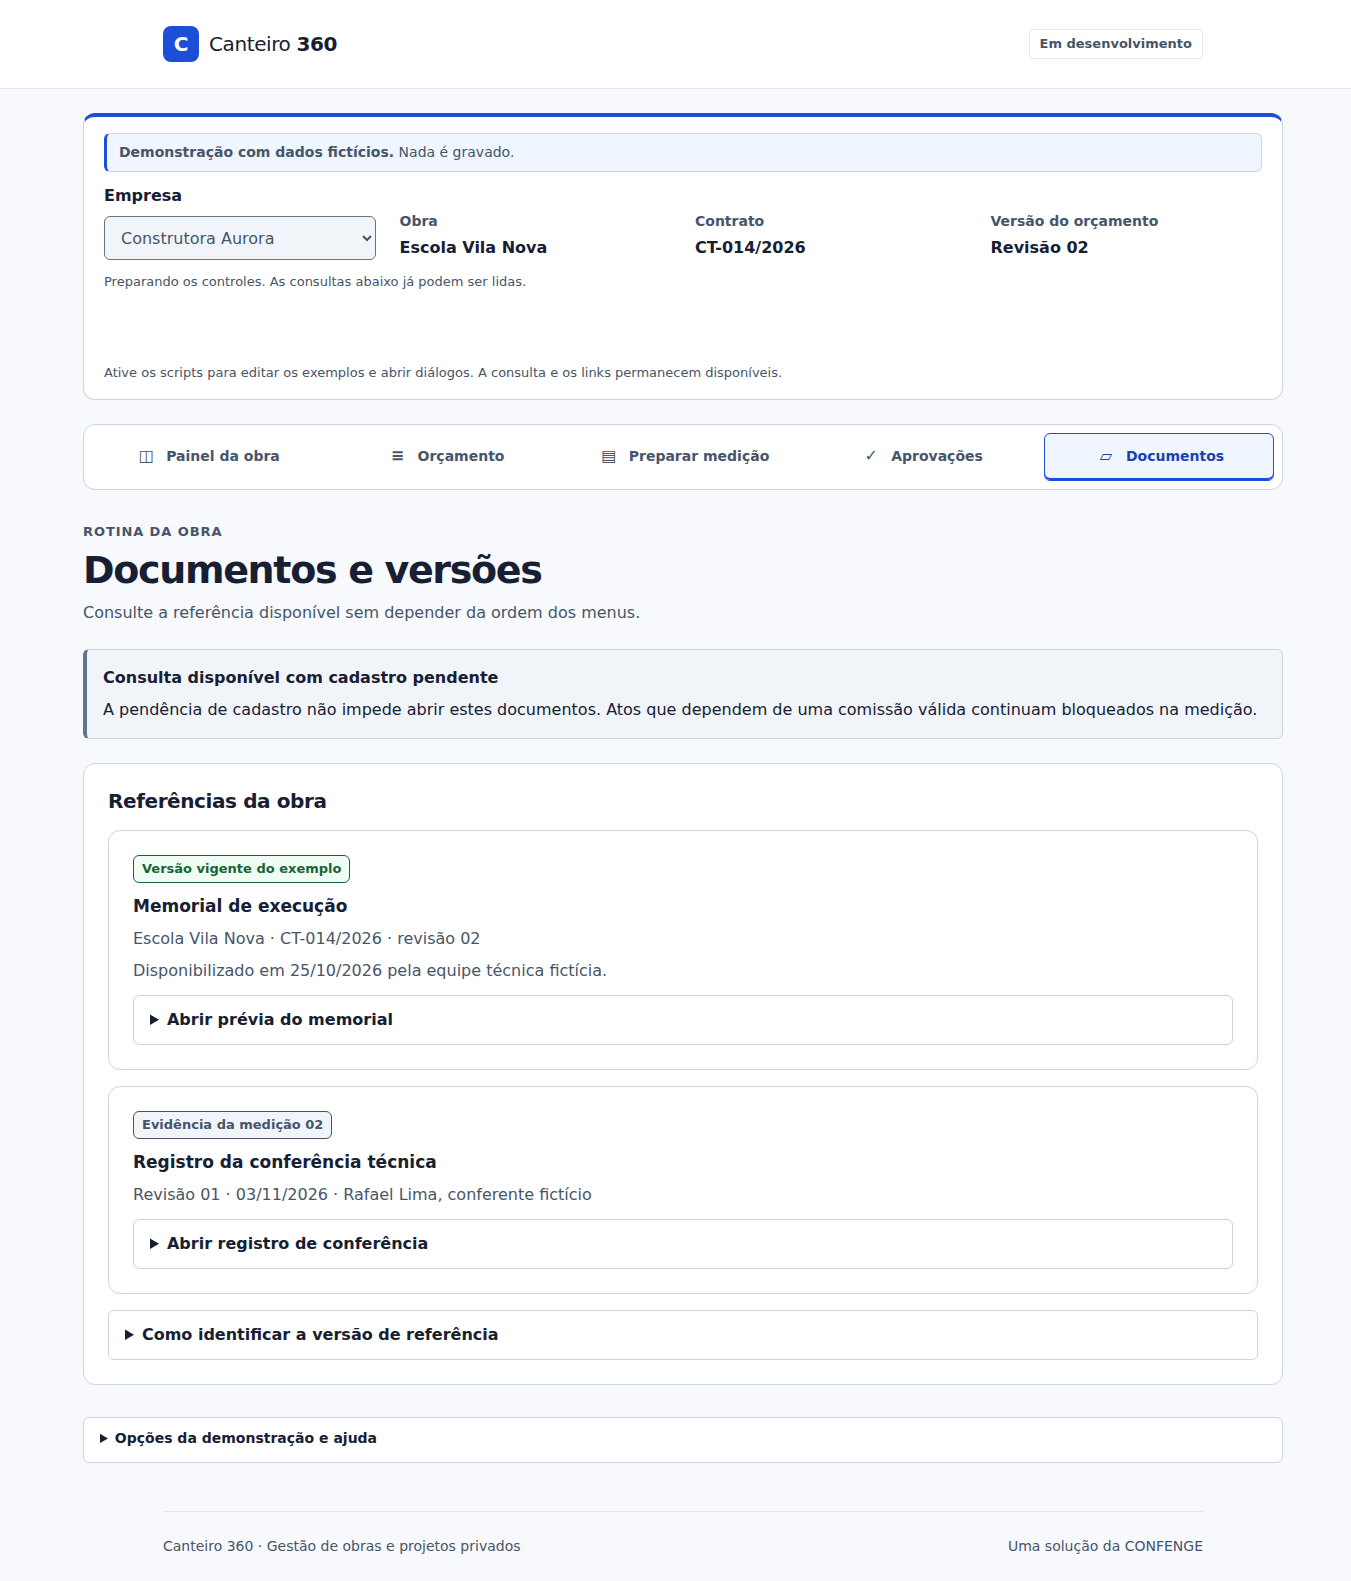 C Canteiro 360
Em desenvolvimento
Demonstração com dados fictícios. Nada é gravado.
Empresa
Construtora Aurora
Obra
Escola Vila Nova
Contrato
CT-014/2026
Versão do orçamento
Revisão 02
Preparando os controles. As consultas abaixo já podem ser lidas.
Ative os scripts para editar os exemplos e abrir diálogos. A consulta e os links permanecem disponíveis.
Painel da obra
Orçamento
Preparar medição
Aprovações
Documentos
ROTINA DA OBRA
Documentos e versões
Consulte a referência disponível sem depender da ordem dos menus.
Consulta disponível com cadastro pendente
A pendência de cadastro não impede abrir estes documentos. Atos que dependem de uma comissão válida continuam bloqueados na medição.
Referências da obra
Versão vigente do exemplo
Memorial de execução
Escola Vila Nova · CT-014/2026 · revisão 02
Disponibilizado em 25/10/2026 pela equipe técnica fictícia.
Abrir prévia do memorial
Evidência da medição 02
Registro da conferência técnica
Revisão 01 · 03/11/2026 · Rafael Lima, conferente fictício
Abrir registro de conferência
Como identificar a versão de referência
Opções da demonstração e ajuda
Canteiro 360 · Gestão de obras e projetos privados
Uma solução da CONFENGE